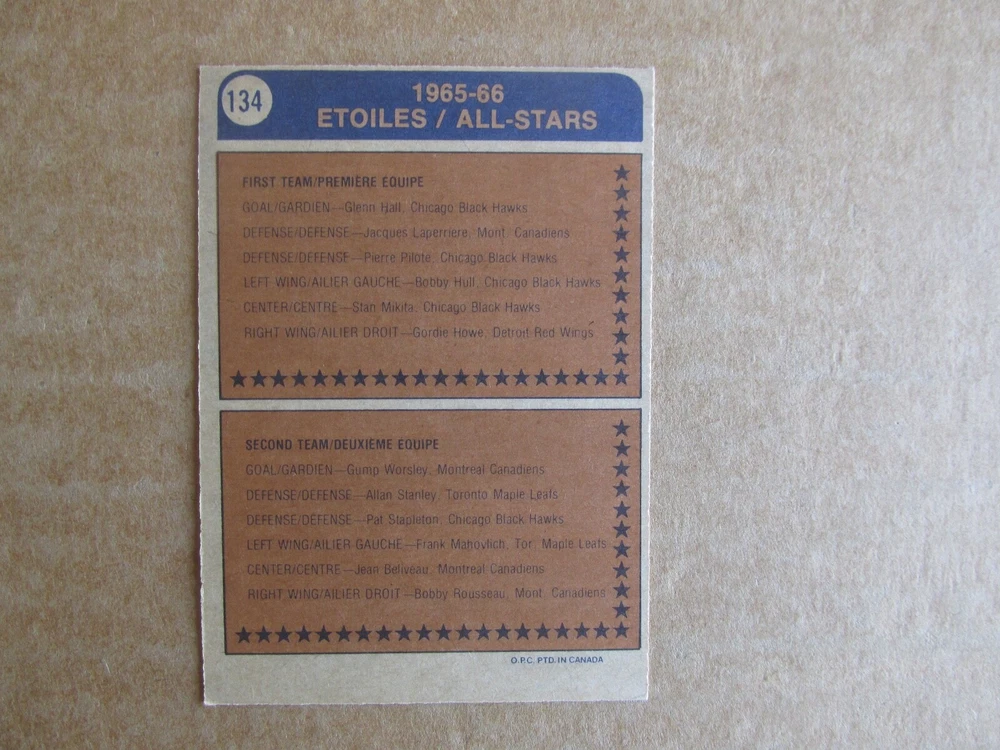 134
1965-66
ETOILES / ALL-STARS
FIRST TEAM/PREMIÈRE EQUIPE
GOAL/GARDIEN—Glenn Hall, Chicago Black Hawks
DEFENSE/DÉFENSE—Jacques Laperriere, Mont. Canadiens
DEFENSE/DÉFENSE—Pierre Pilote, Chicago Black Hawks
LEFT WING/AILIER GAUCHE—Bobby Hull, Chicago Black Hawks
CENTER/CENTRE—Stan Mikita, Chicago Black Hawks
RIGHT WING/AILIER DROIT—Gordie Howe, Detroit Red Wings
SECOND TEAM/DEUXIÈME EQUIPE
GOAL/GARDIEN—Gump Worsley, Montreal Canadiens
DEFENSE/DÉFENSE—Allan Stanley, Toronto Maple Leafs
DEFENSE/DÉFENSE—Pat Stapleton, Chicago Black Hawks
LEFT WING/AILIER GAUCHE—Frank Mahovlich, Tor. Maple Leafs
CENTER/CENTRE—Jean Beliveau, Montreal Canadiens
RIGHT WING/AILIER DROIT—Bobby Rousseau, Mont. Canadiens
O.P.C. PTD. IN CANADA